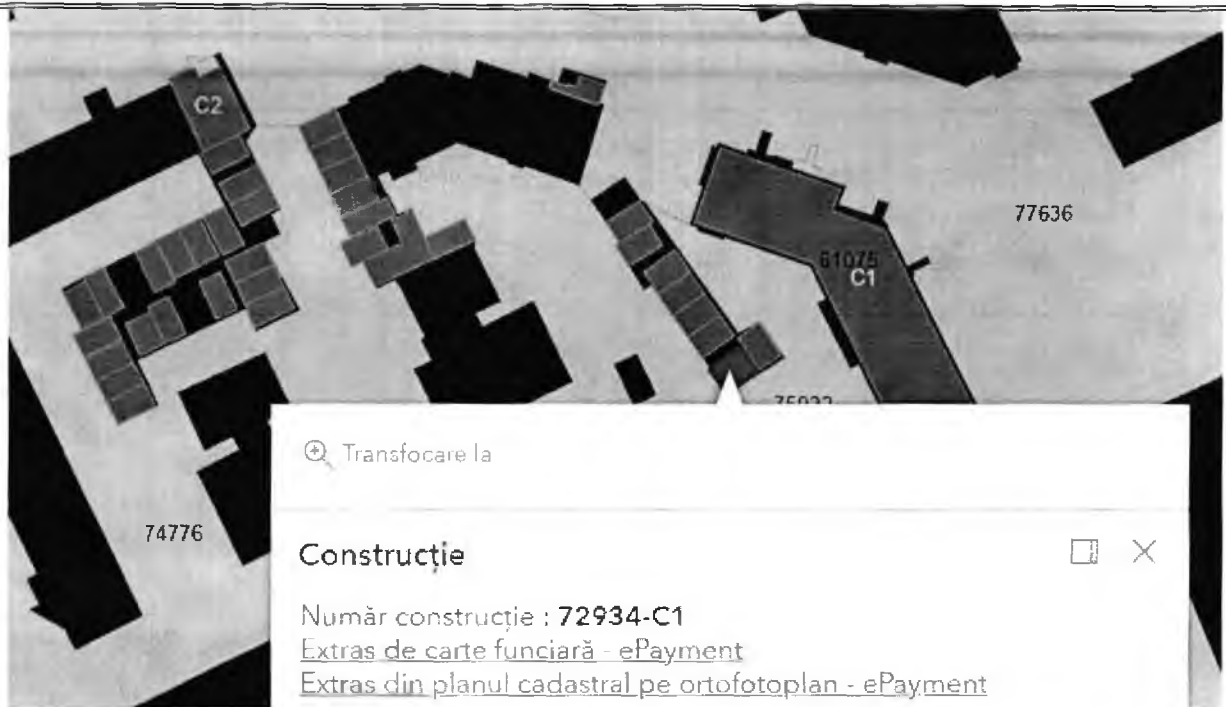 C2
77636
61075
C1
74776
Transfocare la
Construcție
Număr construcție : 72934-C1
Extras de carte funciară - ePayment
Extras din planul cadastral pe ortofotoplan - ePayment